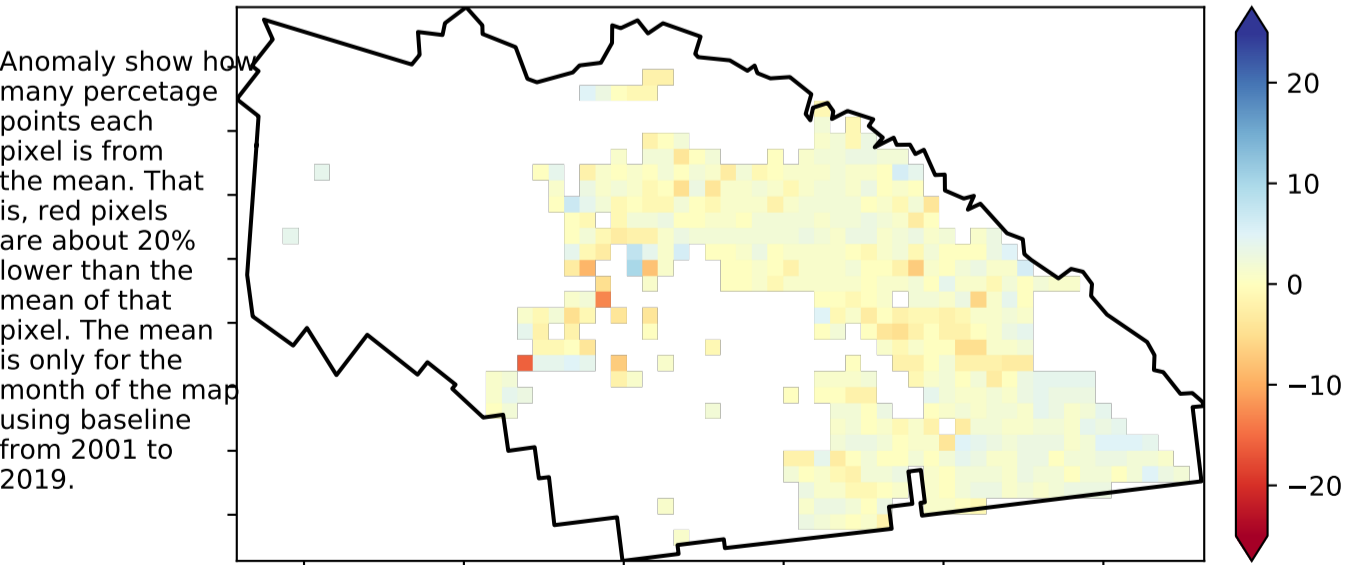 Anomaly show how
many percetage
points each
pixel is from
the mean. That
is, red pixels
are about 20%
lower than the
mean of that
pixel. The mean
is only for the
month of the map
using baseline
from 2001 to
2019.
20
10
0
−10
−20